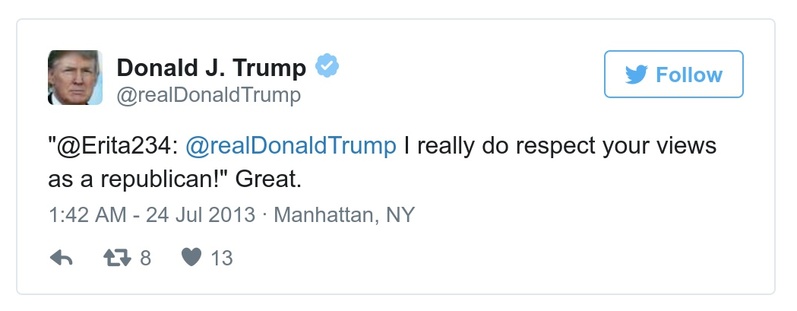 Donald J. Trump
@realDonaldTrump
Follow
"@Erita234: @realDonaldTrump I really do respect your views
as a republican!" Great.
1:42 AM - 24 Jul 2013 · Manhattan, NY
8 13